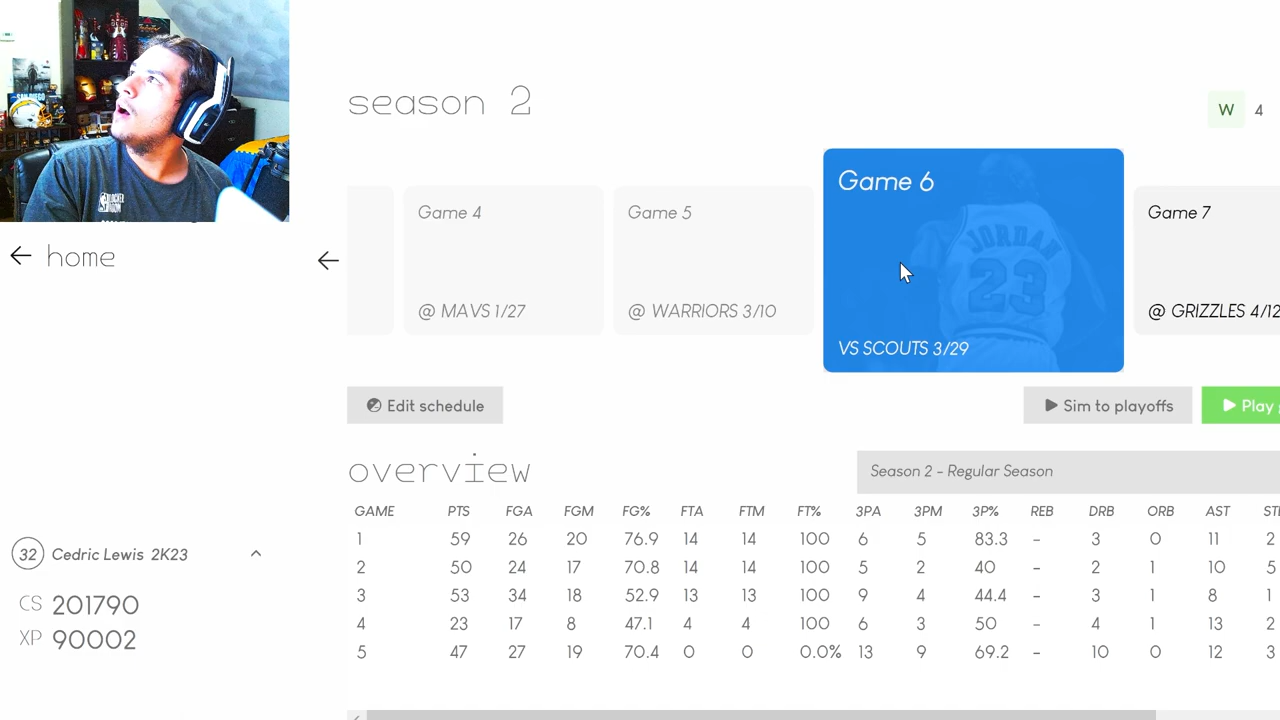 season 2
W 4
← home
←
Game 4
@ MAVS 1/27
Game 5
@ WARRIORS 3/10
Game 6
JORDAN
23
VS SCOUTS 3/29
Game 7
@ GRIZZLES 4/12
Edit schedule
Sim to playoffs
Play
overview
Season 2 - Regular Season
GAME PTS FGA FGM FG% FTA FTM FT% 3PA 3PM 3P% REB DRB ORB AST
1 59 26 20 76.9 14 14 100 6 5 83.3 - 3 0 11 2
2 50 24 17 70.8 14 14 100 5 2 40 - 2 1 10 5
3 53 34 18 52.9 13 13 100 9 4 44.4 - 3 1 8 1
4 23 17 8 47.1 4 4 100 6 3 50 - 4 1 13 2
5 47 27 19 70.4 0 0 0.0% 13 9 69.2 - 10 0 12 3
32 Cedric Lewis 2K23
CS 201790
XP 90002